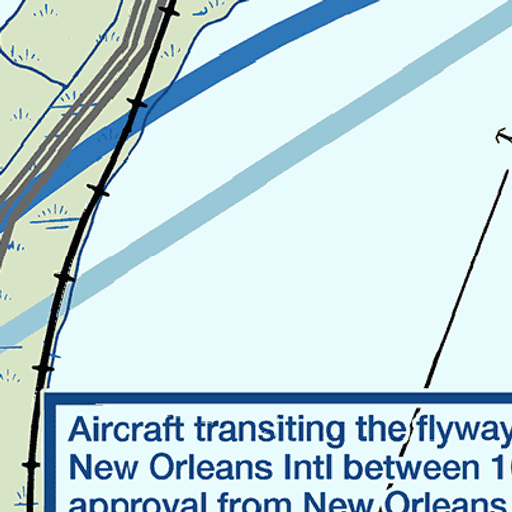 Aircraft transiting the flyway
New Orleans Intl between
approval from New Orleans